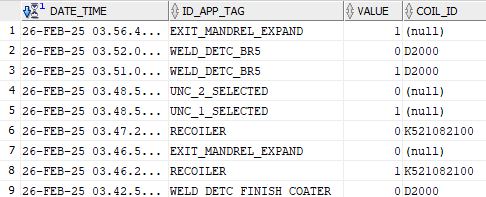 1 DATE_TIME ID_APP_TAG VALUE COIL_ID
1 26-FEB-25 03.56.4... EXIT_MANDREL_EXPAND 1 (null)
2 26-FEB-25 03.52.0... WELD_DETC_BR5 0 D2000
3 26-FEB-25 03.51.0... WELD_DETC_BR5 1 D2000
4 26-FEB-25 03.48.5... UNC_2_SELECTED 0 (null)
5 26-FEB-25 03.48.5... UNC_1_SELECTED 1 (null)
6 26-FEB-25 03.47.2... RECOILER 0 K521082100
7 26-FEB-25 03.46.5... EXIT_MANDREL_EXPAND 0 (null)
8 26-FEB-25 03.46.2... RECOILER 1 K521082100
9 26-FEB-25 03.42.5... WELD DETC FINISH COATER 0 D2000